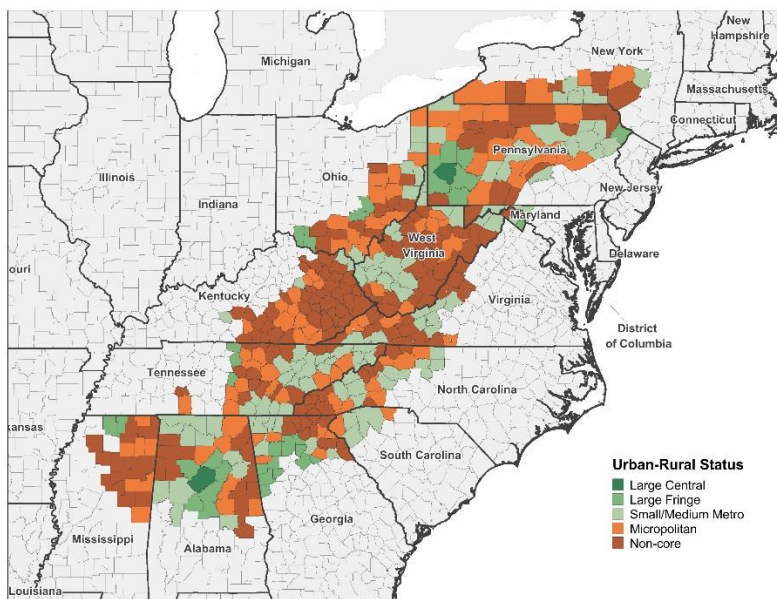 New
Hampshire
New York
Michigan
Massachusetts
Connecticut
Pennsylvania
Illinois
Ohio
Indiana
New Jersey
Maryland
West
Virginia
Delaware
ouri
Kentucky
Virginia
District
of Columbia
Tennessee
North Carolina
kansas
South Carolina
Urban-Rural Status
Large Central
Large Fringe
Small/Medium Metro
Micropolitan
Non-core
Georgia
Mississippi
Alabama
Louisiana